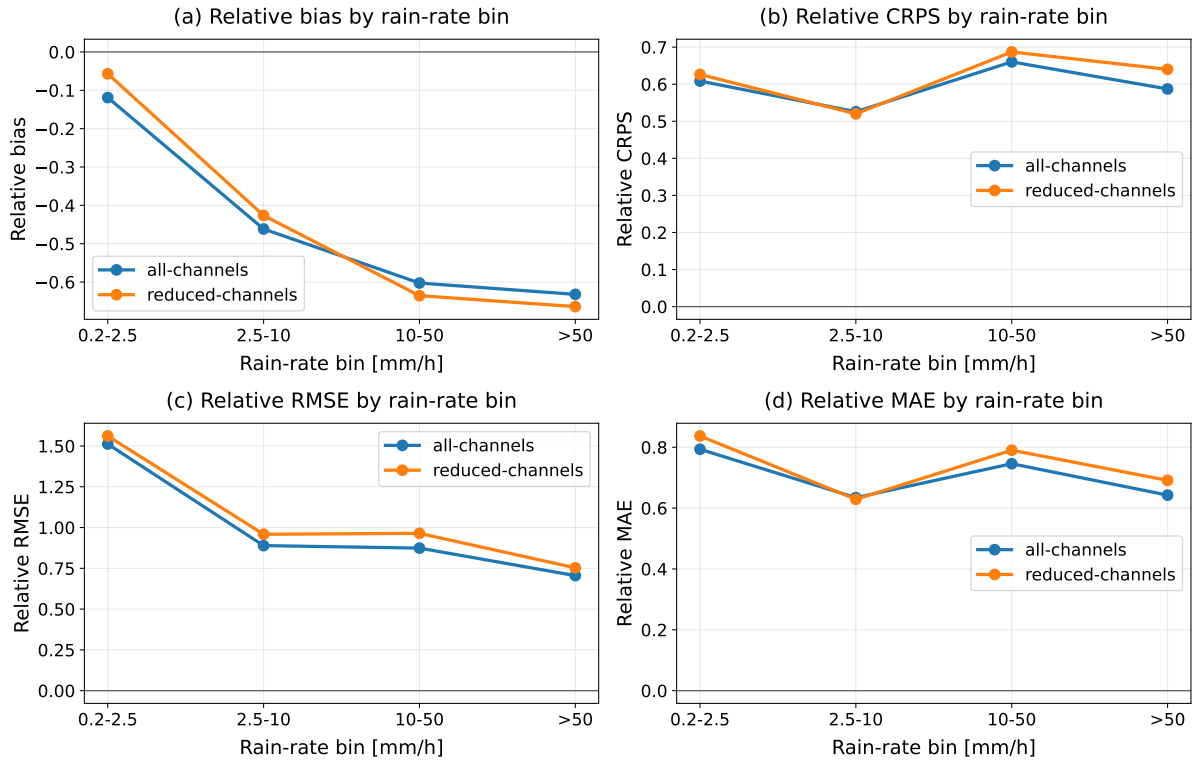 (a) Relative bias by rain-rate bin
0.0
−0.1
−0.2
−0.3
−0.4
−0.5
−0.6
Relative bias
all-channels
reduced-channels
0.2-2.5
2.5-10
10-50
>50
Rain-rate bin [mm/h]
(b) Relative CRPS by rain-rate bin
0.7
0.6
0.5
0.4
0.3
0.2
0.1
0.0
Relative CRPS
all-channels
reduced-channels
0.2-2.5
2.5-10
10-50
>50
Rain-rate bin [mm/h]
(c) Relative RMSE by rain-rate bin
1.50
1.25
1.00
0.75
0.50
0.25
0.00
Relative RMSE
all-channels
reduced-channels
0.2-2.5
2.5-10
10-50
>50
Rain-rate bin [mm/h]
(d) Relative MAE by rain-rate bin
0.8
0.6
0.4
0.2
0.0
Relative MAE
all-channels
reduced-channels
0.2-2.5
2.5-10
10-50
>50
Rain-rate bin [mm/h]